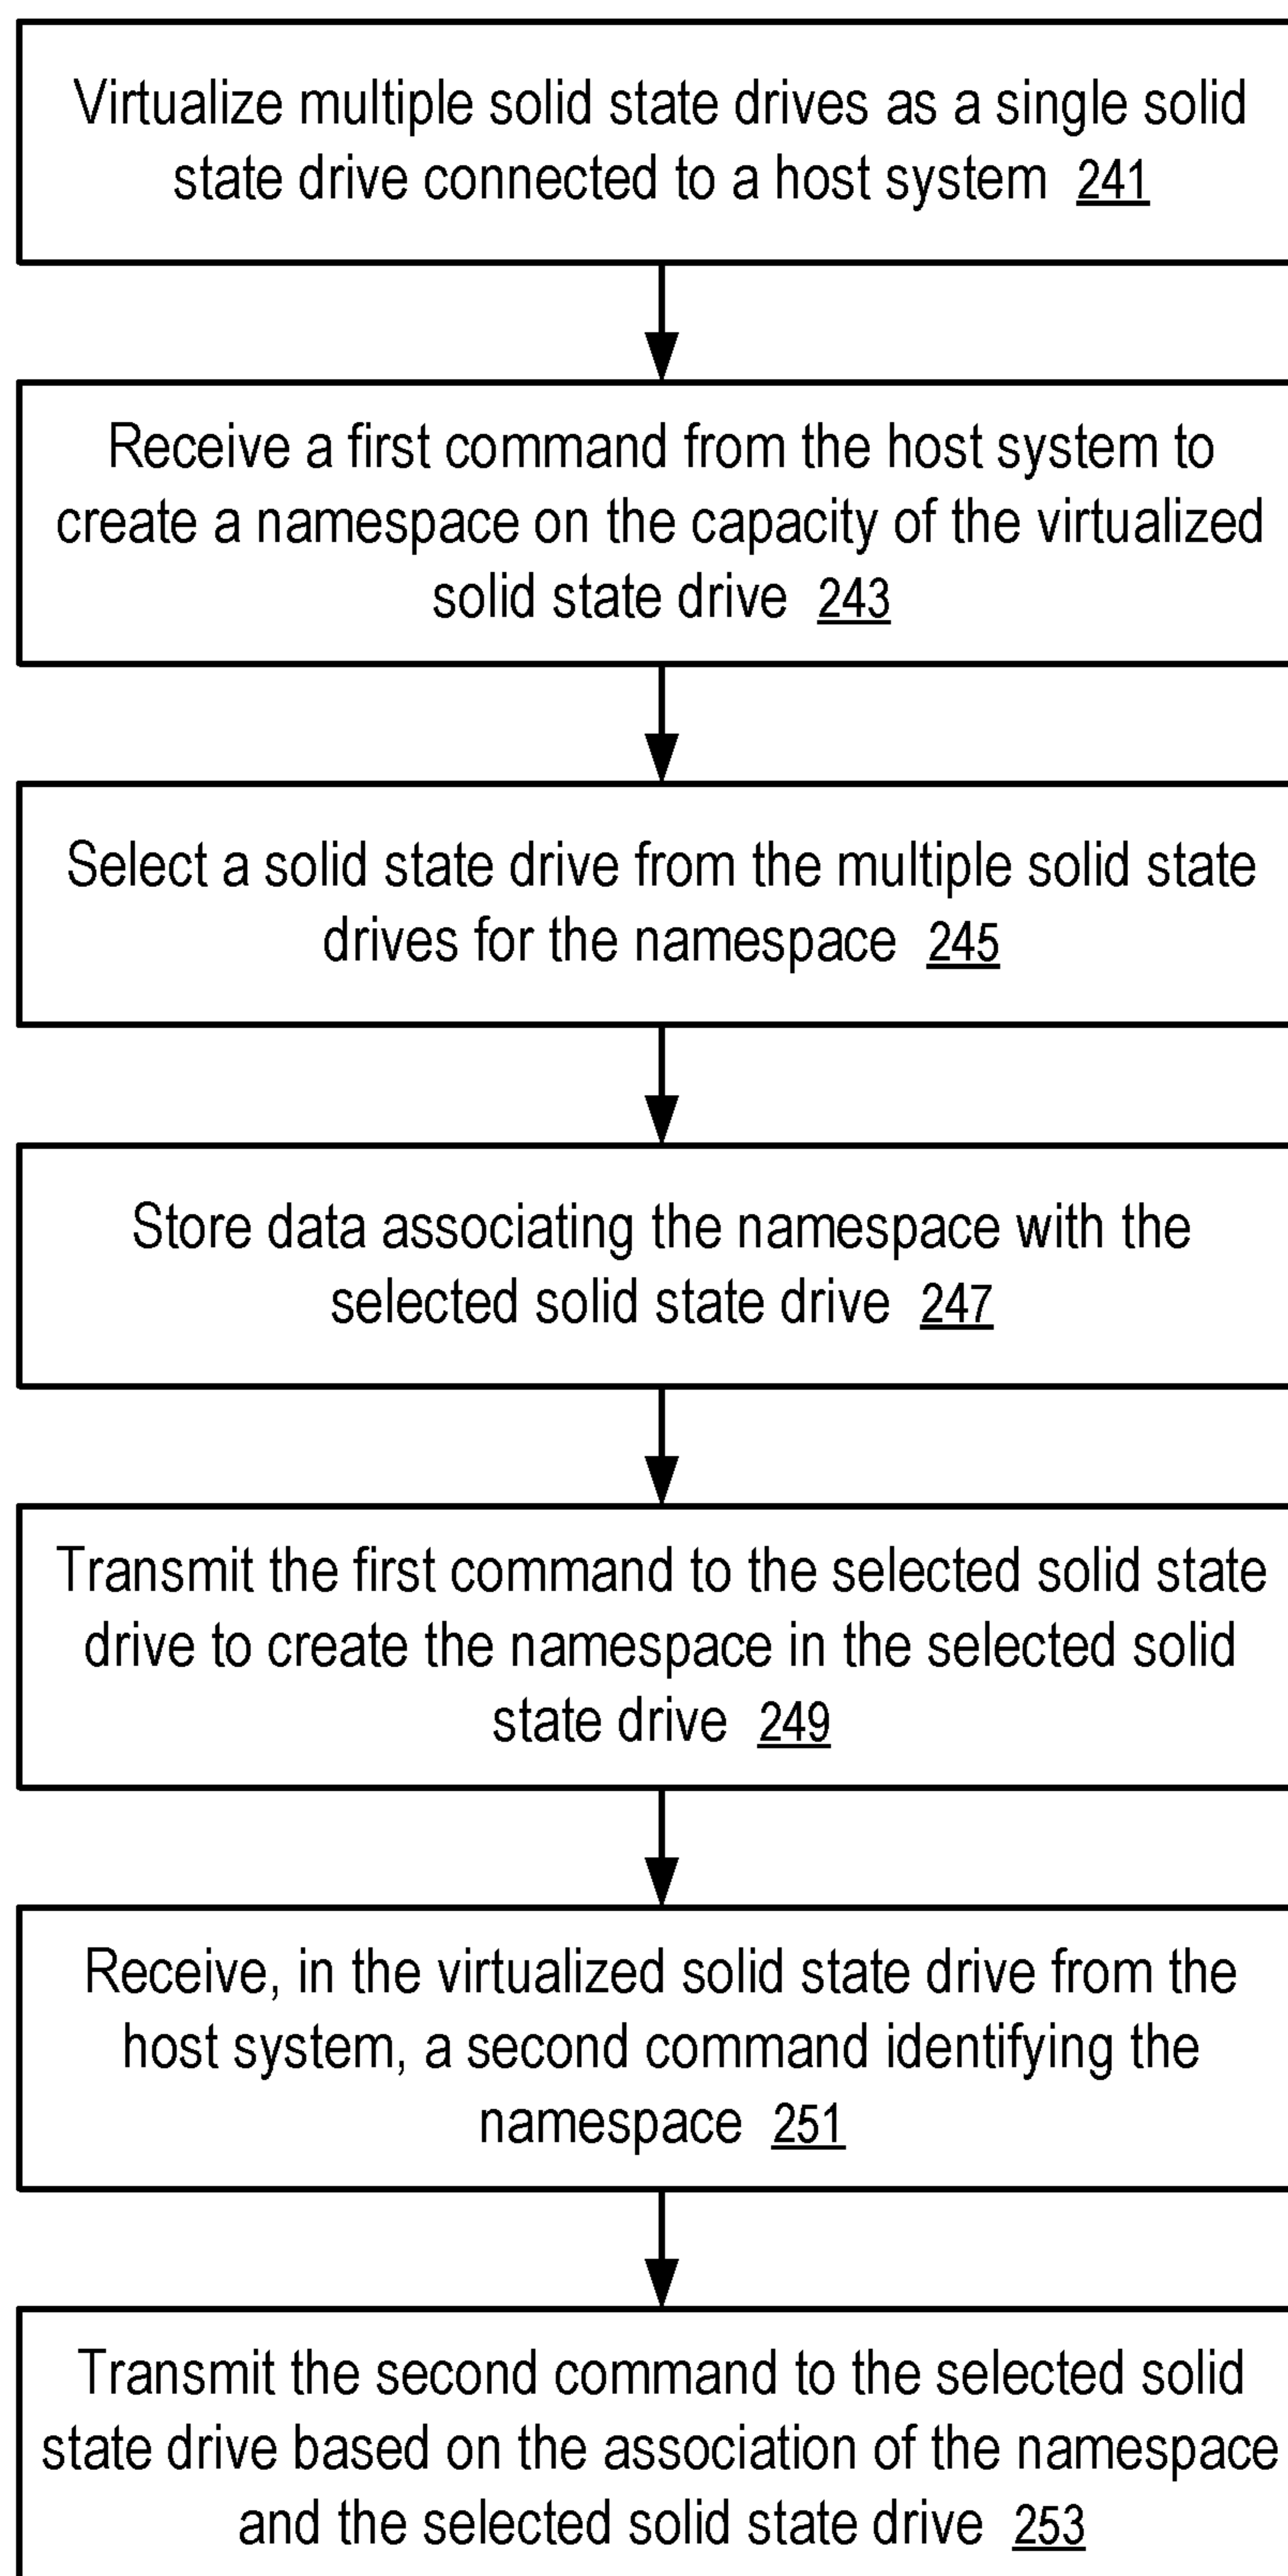 Virtualize multiple solid state drives as a single solid
state drive connected to a host system 241
Receive a first command from the host system to
create a namespace on the capacity of the virtualized
solid state drive 243
Select a solid state drive from the multiple solid state
drives for the namespace 245
Store data associating the namespace with the
selected solid state drive 247
Transmit the first command to the selected solid state
drive to create the namespace in the selected solid
state drive 249
Receive, in the virtualized solid state drive from the
host system, a second command identifying the
namespace 251
Transmit the second command to the selected solid
state drive based on the association of the namespace
and the selected solid state drive 253